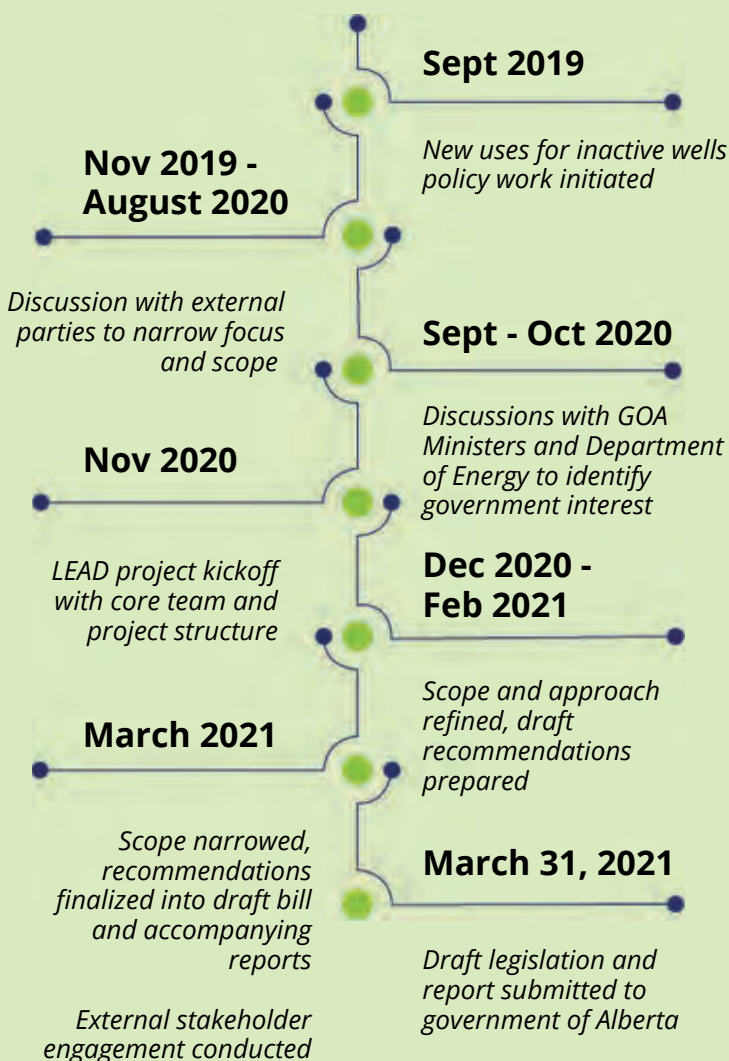 Sept 2019
New uses for inactive wells
policy work initiated
Nov 2019 -
August 2020
Discussion with external
parties to narrow focus
and scope
Sept - Oct 2020
Discussions with GOA
Ministers and Department
of Energy to identify
government interest
Nov 2020
LEAD project kickoff
with core team and
project structure
Dec 2020 -
Feb 2021
Scope and approach
refined, draft
recommendations
prepared
March 2021
Scope narrowed,
recommendations
finalized into draft bill
and accompanying
reports
External stakeholder
engagement conducted
March 31, 2021
Draft legislation and
report submitted to
government of Alberta